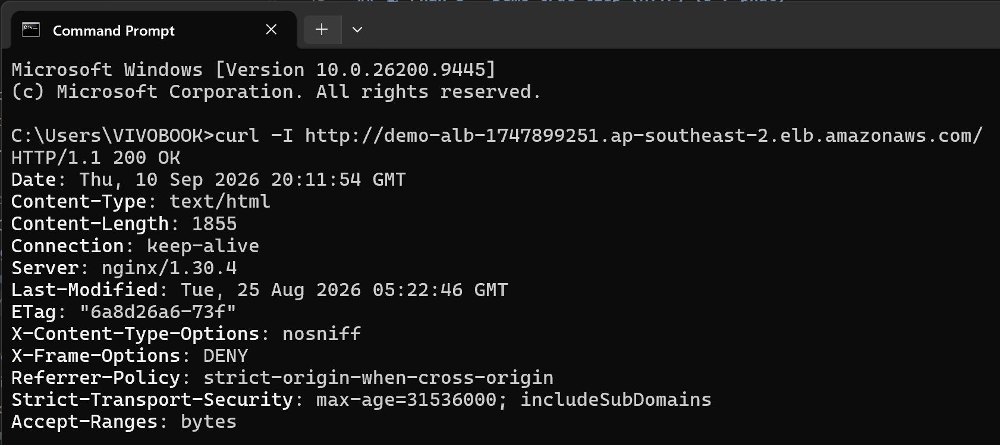 Command Prompt
Microsoft Windows [Version 10.0.26200.9445]
(c) Microsoft Corporation. All rights reserved.
C:\Users\VIVOBOOK>curl -I http://demo-alb-1747899251.ap-southeast-2.elb.amazonaws.com/
HTTP/1.1 200 OK
Date: Thu, 10 Sep 2026 20:11:54 GMT
Content-Type: text/html
Content-Length: 1855
Connection: keep-alive
Server: nginx/1.30.4
Last-Modified: Tue, 25 Aug 2026 05:22:46 GMT
ETag: "6a8d26a6-73f"
X-Content-Type-Options: nosniff
X-Frame-Options: DENY
Referrer-Policy: strict-origin-when-cross-origin
Strict-Transport-Security: max-age=31536000; includeSubDomains
Accept-Ranges: bytes